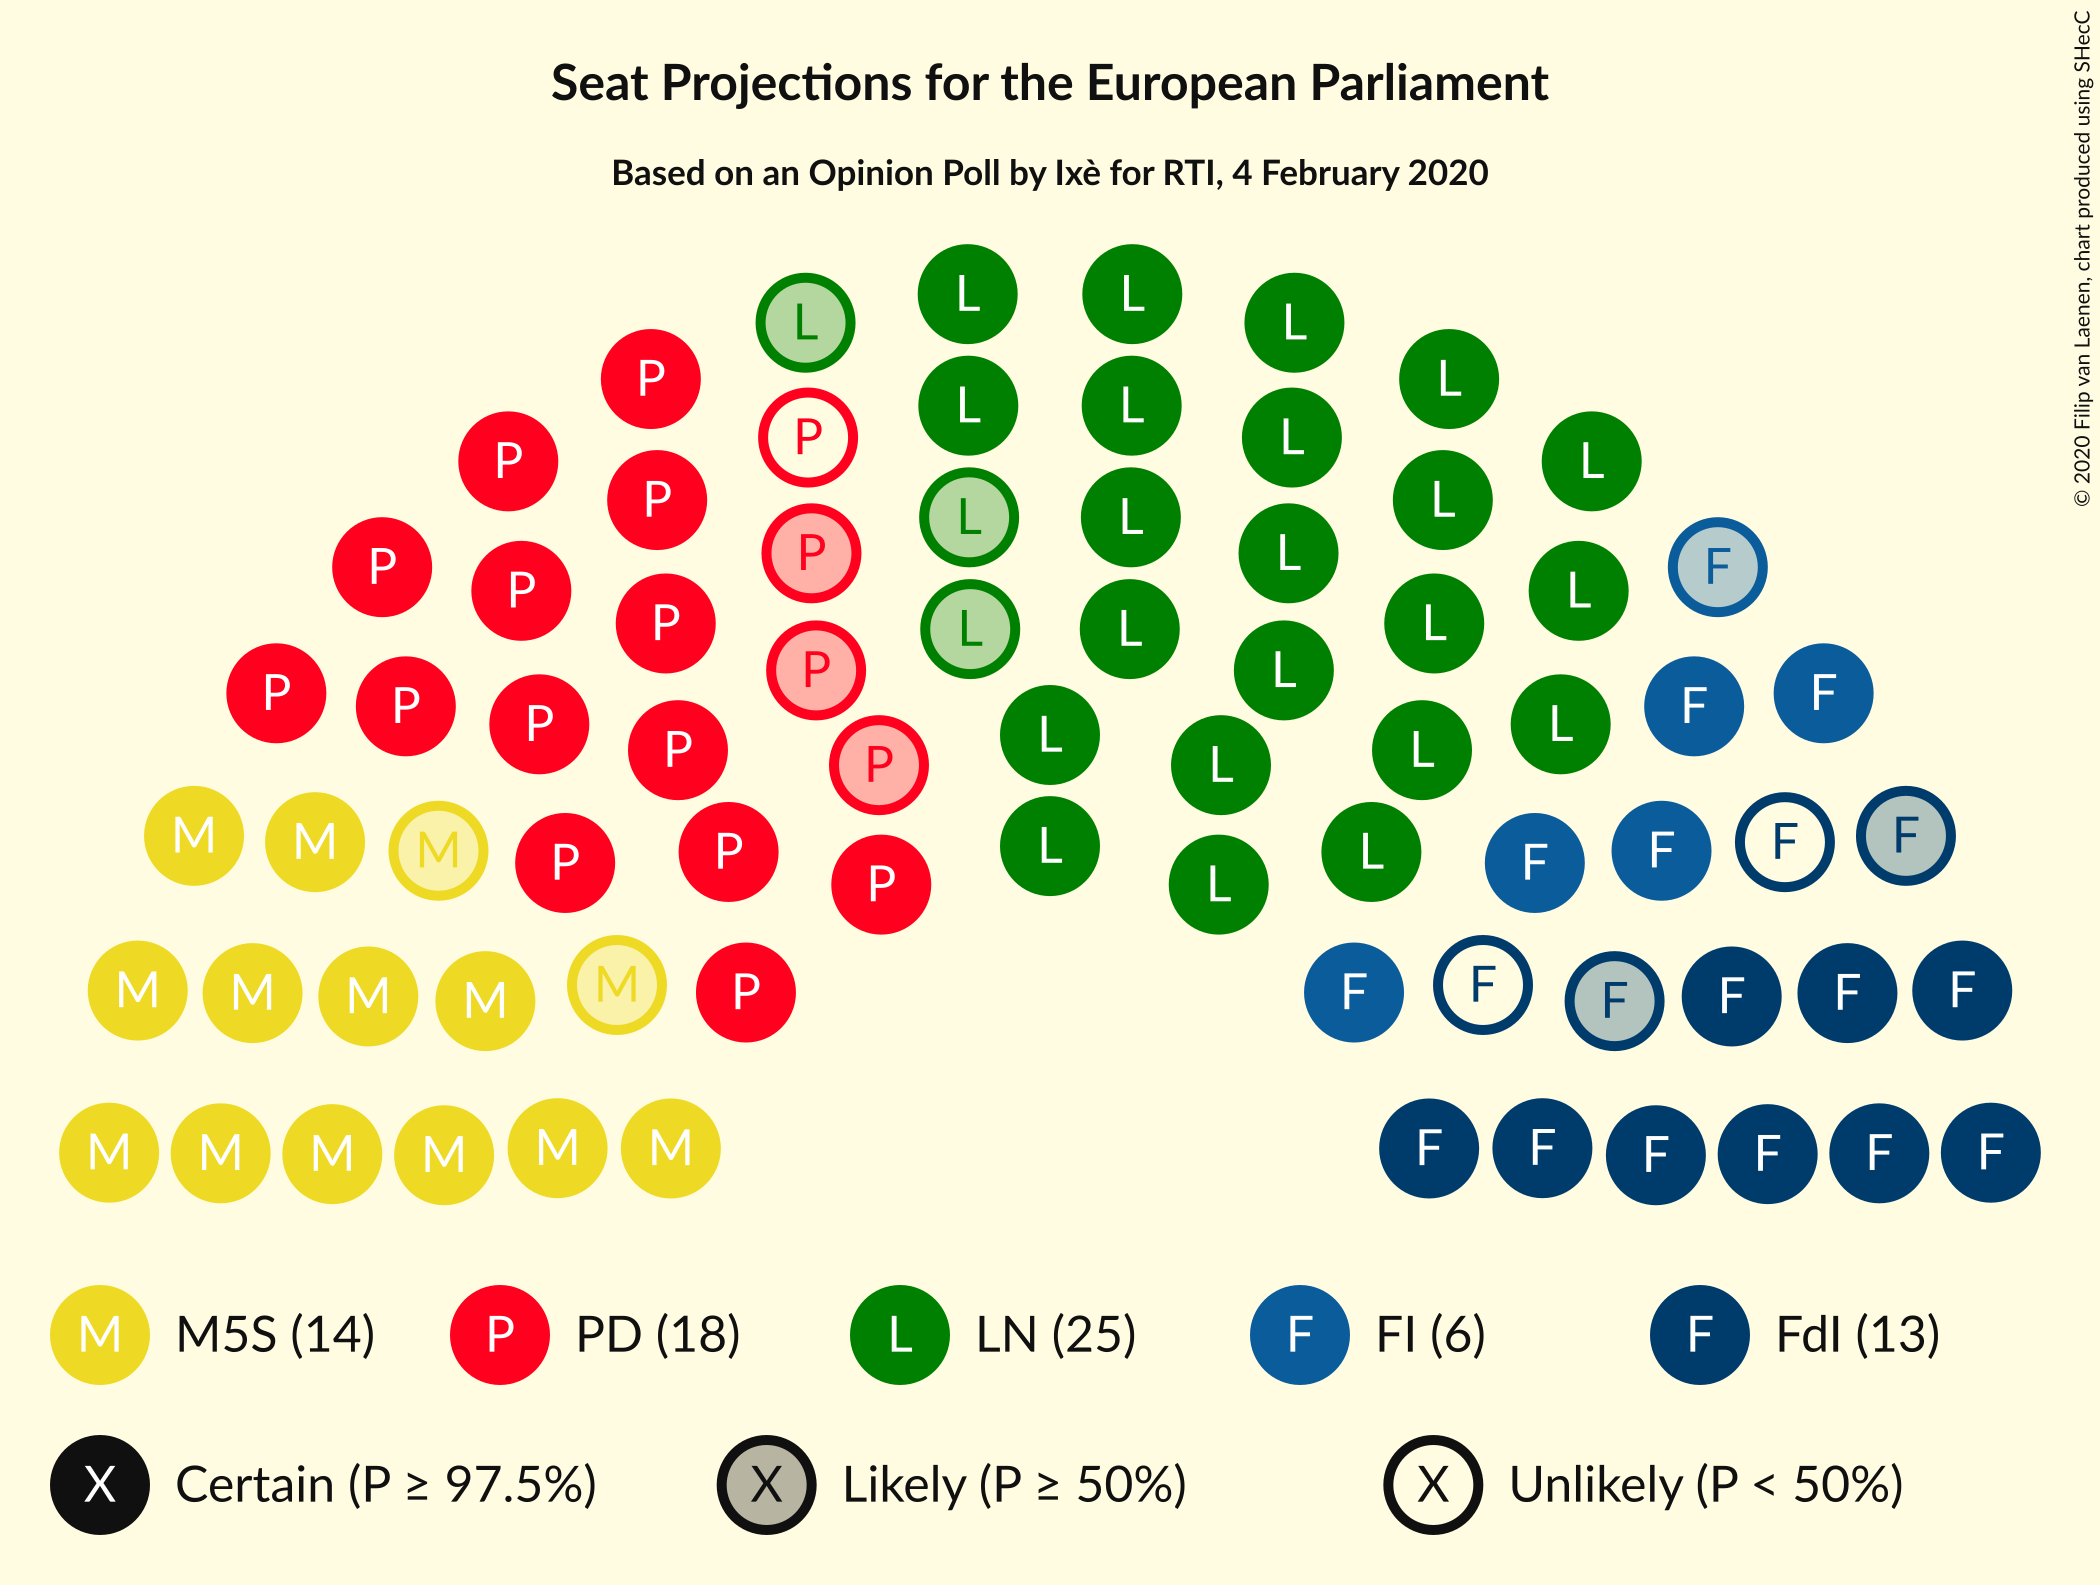 Seat Projections for the European Parliament
Based on an Opinion Poll by Ixè for RTI, 4 February 2020
© 2020 Filip van Laenen, chart produced using SHecC
L L L L
P L
P L L L P
P L
P P L
P L F
P L L L P
P L
P L L L P
P L
P P F F
P P L L F
M M M P P P L L L F F F F
M M M M M P F F F F F F
M M M M M M F F F F F F
M M5S (14) P PD (18) L LN (25) F FI (6) F FdI (13)
X Certain (P ≥ 97.5%) X Likely (P ≥ 50%) X Unlikely (P < 50%)